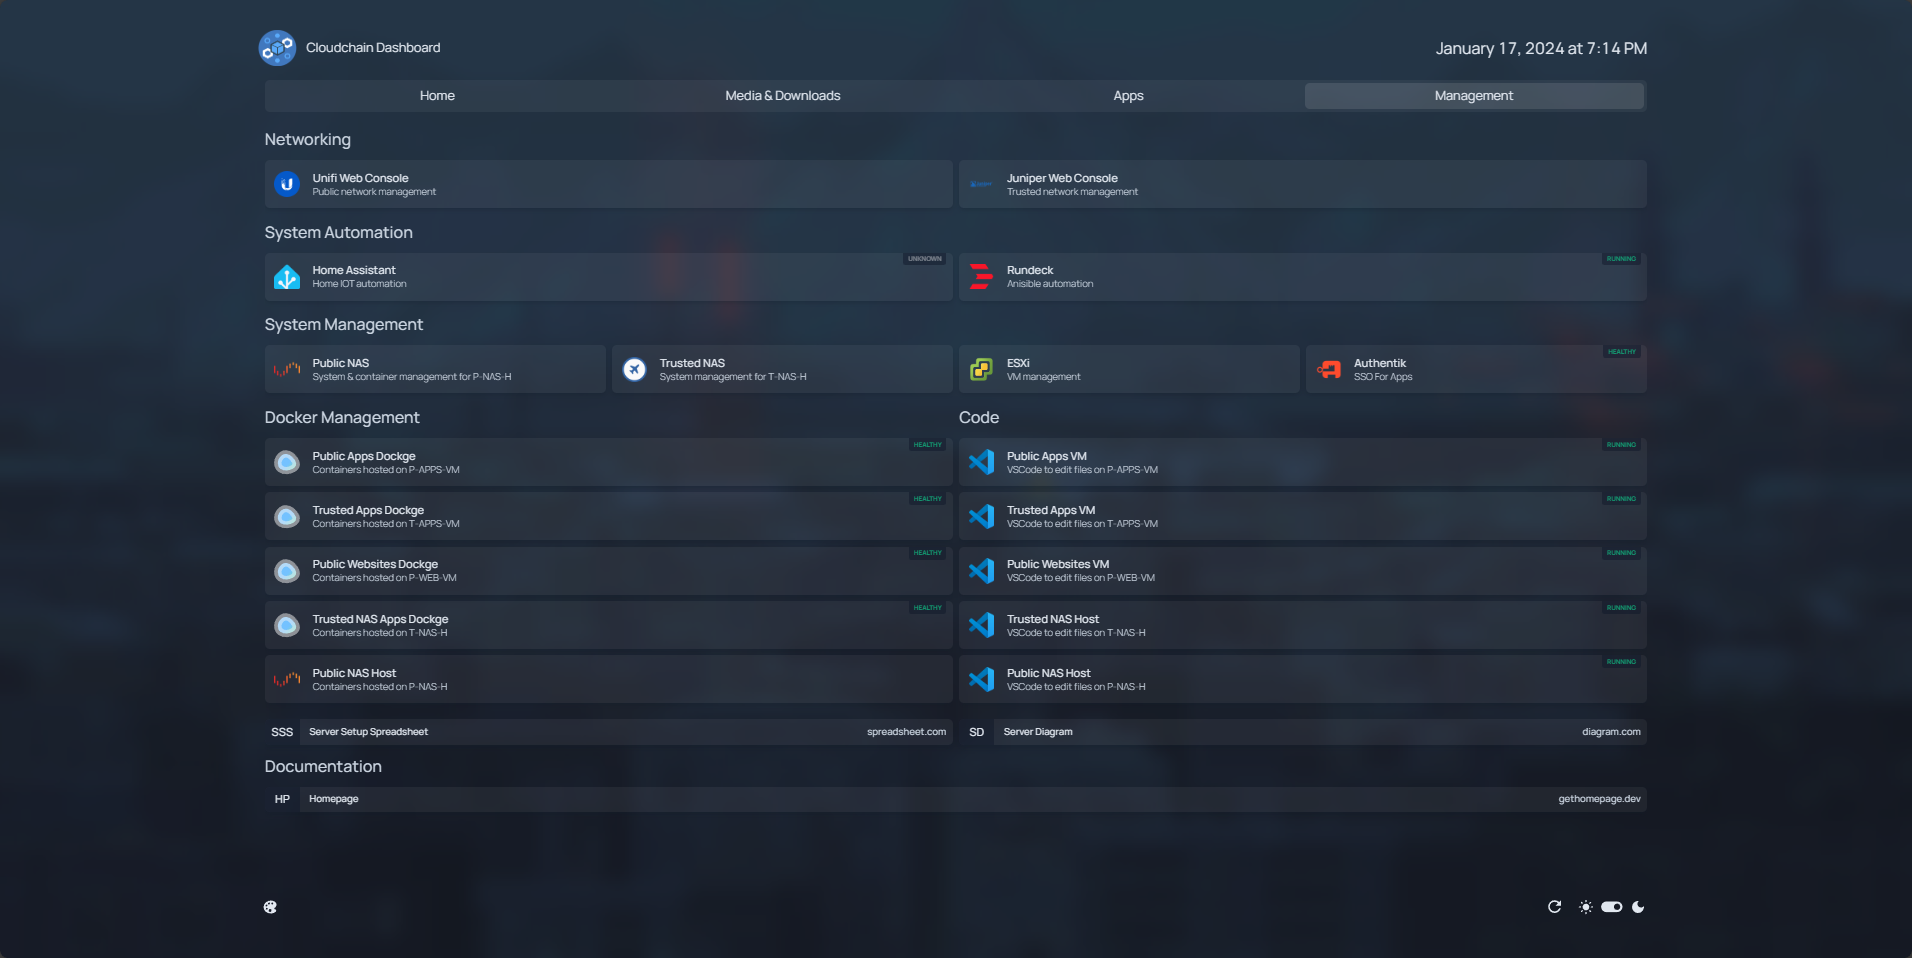 Cloudchain Dashboard
January 17, 2024 at 7:14 PM
Home
Media & Downloads
Apps
Management
Networking
Unifi Web Console
Public network management
Juniper Web Console
Trusted network management
System Automation
UNKNOWN
Home Assistant
Home IOT automation
RUNNING
Rundeck
Anisible automation
System Management
Public NAS
System & container management for P-NAS-H
Trusted NAS
System management for T-NAS-H
ESXi
VM management
HEALTHY
Authentik
SSO For Apps
Docker Management
HEALTHY
Public Apps Dockge
Containers hosted on P-APPS-VM
HEALTHY
Trusted Apps Dockge
Containers hosted on T-APPS-VM
HEALTHY
Public Websites Dockge
Containers hosted on P-WEB-VM
HEALTHY
Trusted NAS Apps Dockge
Containers hosted on T-NAS-H
Public NAS Host
Containers hosted on P-NAS-H
Code
RUNNING
Public Apps VM
VSCode to edit files on P-APPS-VM
RUNNING
Trusted Apps VM
VSCode to edit files on T-APPS-VM
RUNNING
Public Websites VM
VSCode to edit files on P-WEB-VM
RUNNING
Trusted NAS Host
VSCode to edit files on T-NAS-H
RUNNING
Public NAS Host
VSCode to edit files on P-NAS-H
SSS Server Setup Spreadsheet spreadsheet.com
SD Server Diagram diagram.com
Documentation
HP Homepage gethomepage.dev